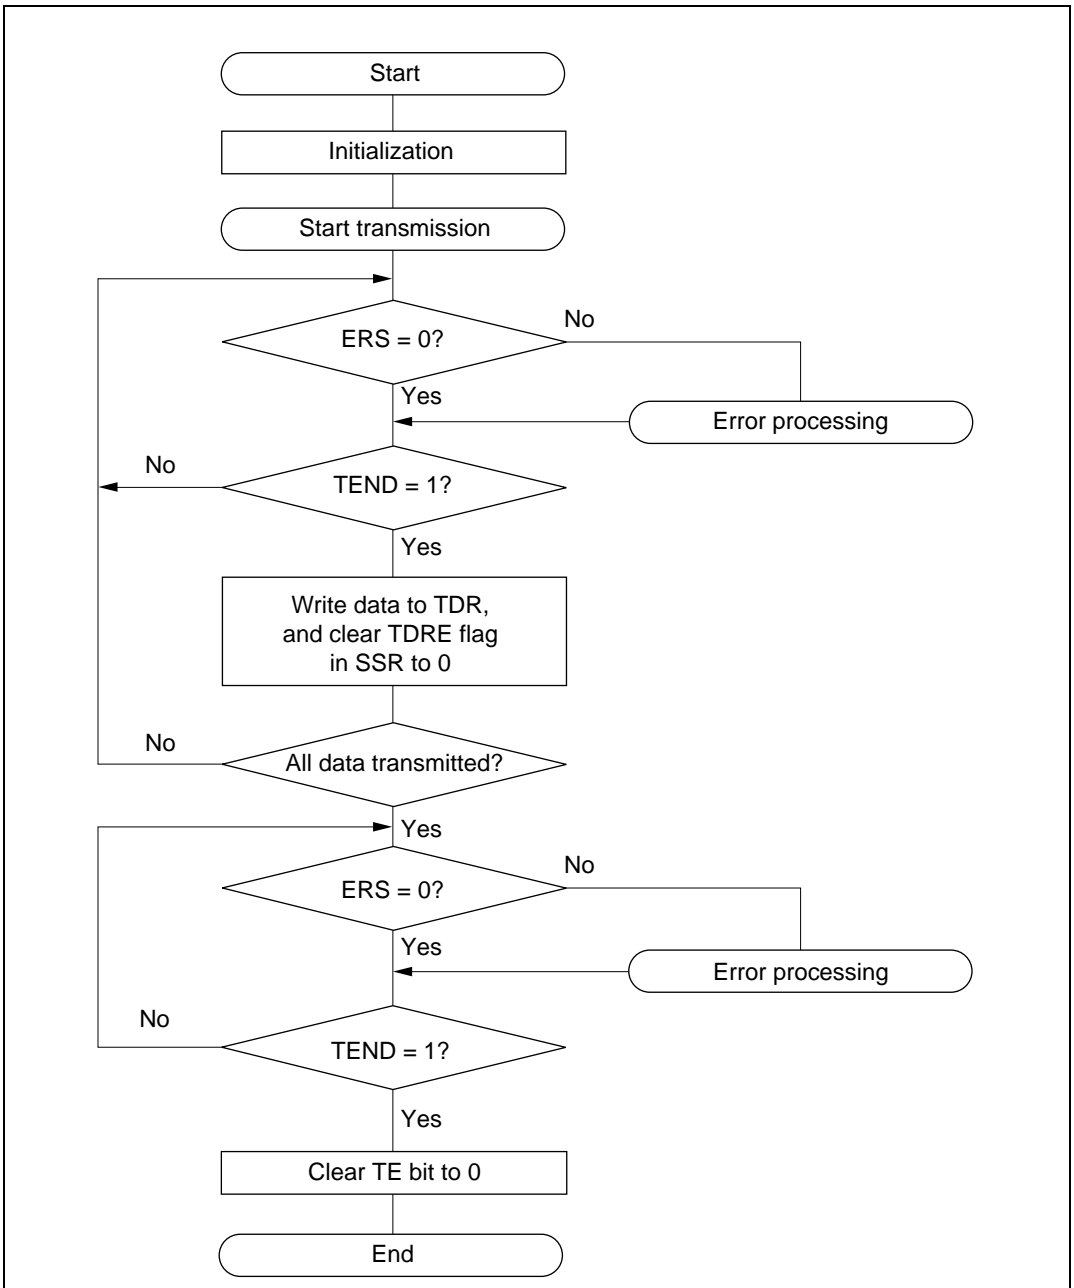 Start
Initialization
Start transmission
ERS = 0?
No
Yes
Error processing
No
TEND = 1?
Yes
Write data to TDR,
and clear TDRE flag
in SSR to 0
No
All data transmitted?
Yes
ERS = 0?
No
Yes
Error processing
No
TEND = 1?
Yes
Clear TE bit to 0
End